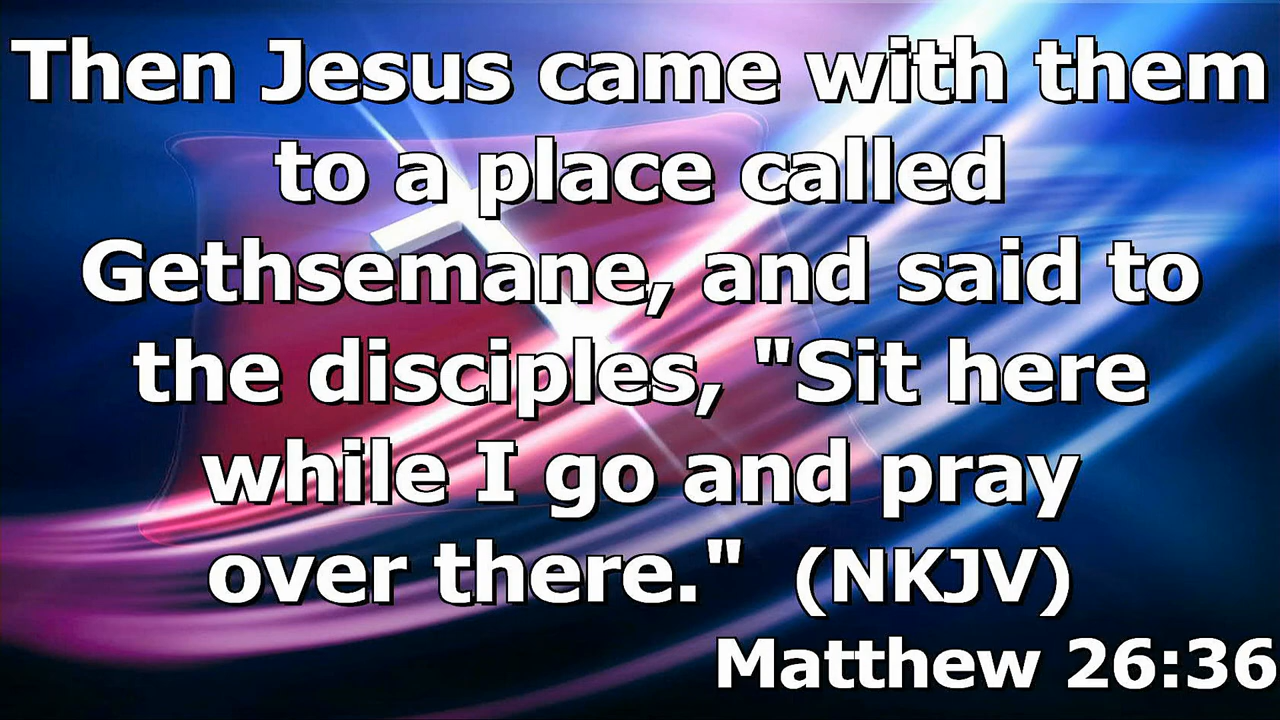 Then Jesus came with them
to a place called
Gethsemane, and said to
the disciples, "Sit here
while I go and pray
over there." (NKJV)
Matthew 26:36